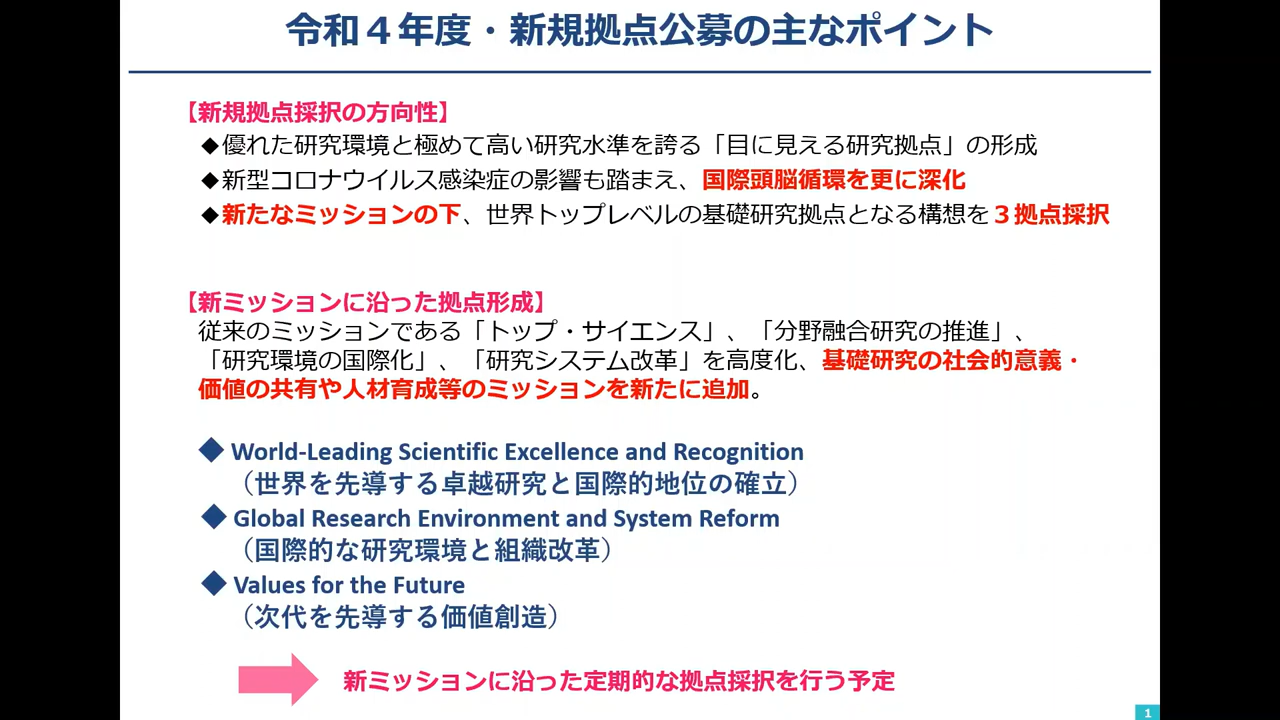 令和４年度・新規拠点公募の主なポイント
【新規拠点採択の方向性】
◆優れた研究環境と極めて高い研究水準を誇る「目に見える研究拠点」の形成
◆新型コロナウイルス感染症の影響も踏まえ、国際頭脳循環を更に深化
◆新たなミッションの下、世界トップレベルの基礎研究拠点となる構想を３拠点採択
【新ミッションに沿った拠点形成】
従来のミッションである「トップ・サイエンス」、「分野融合研究の推進」、
「研究環境の国際化」、「研究システム改革」を高度化、基礎研究の社会的意義・
価値の共有や人材育成等のミッションを新たに追加。
◆ World-Leading Scientific Excellence and Recognition
（世界を先導する卓越研究と国際的地位の確立）
◆ Global Research Environment and System Reform
（国際的な研究環境と組織改革）
◆ Values for the Future
（次代を先導する価値創造）
新ミッションに沿った定期的な拠点採択を行う予定
1